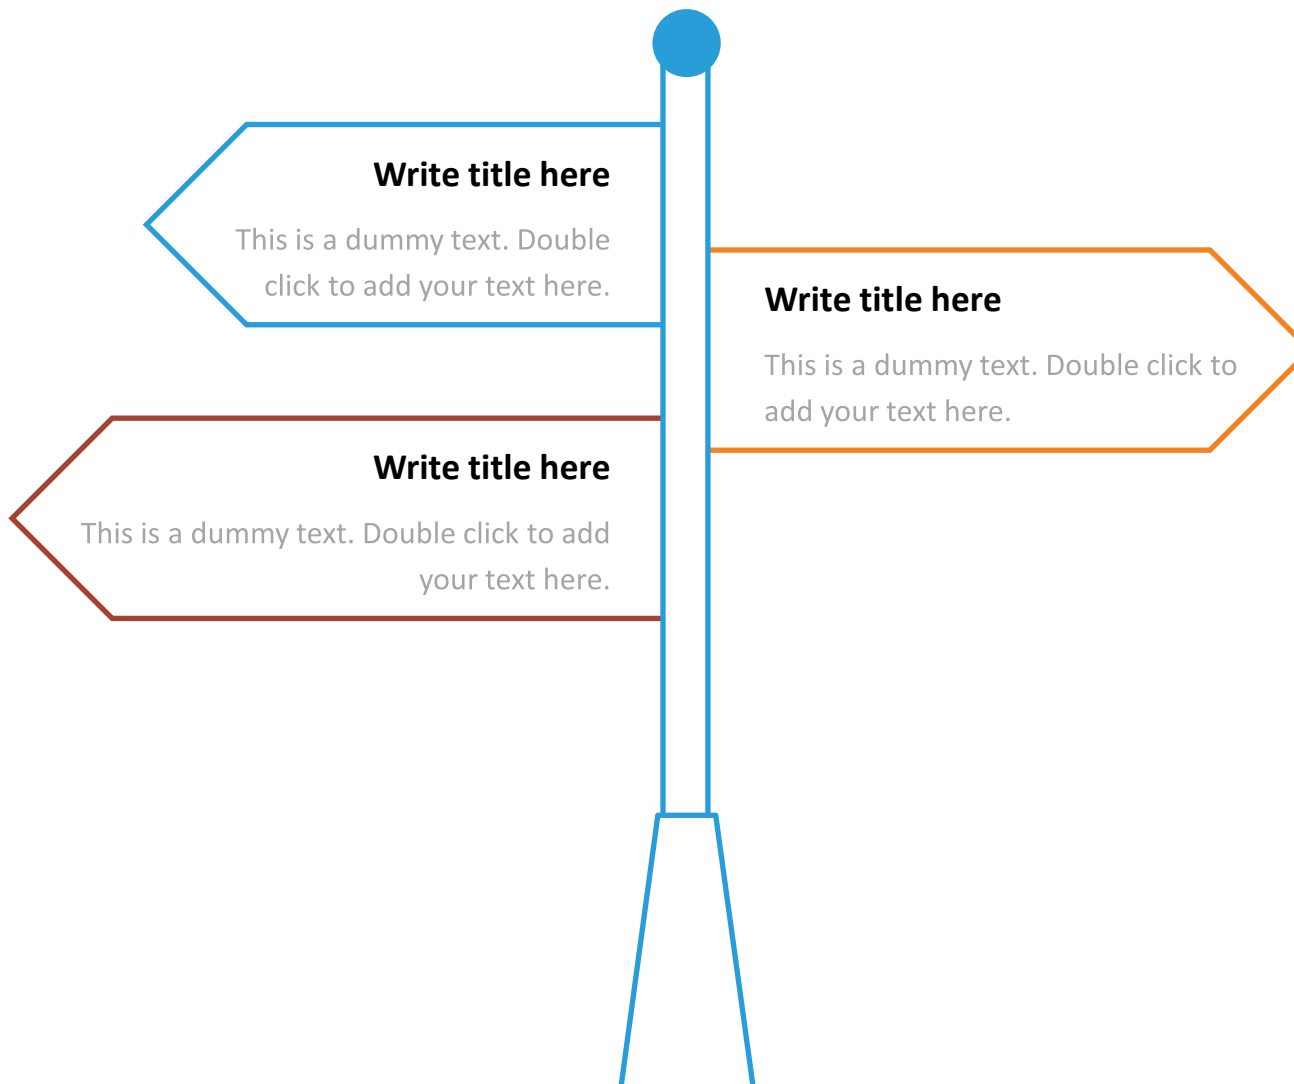 Write title here
This is a dummy text. Double
click to add your text here.
Write title here
This is a dummy text. Double click to
add your text here.
Write title here
This is a dummy text. Double click to add
your text here.